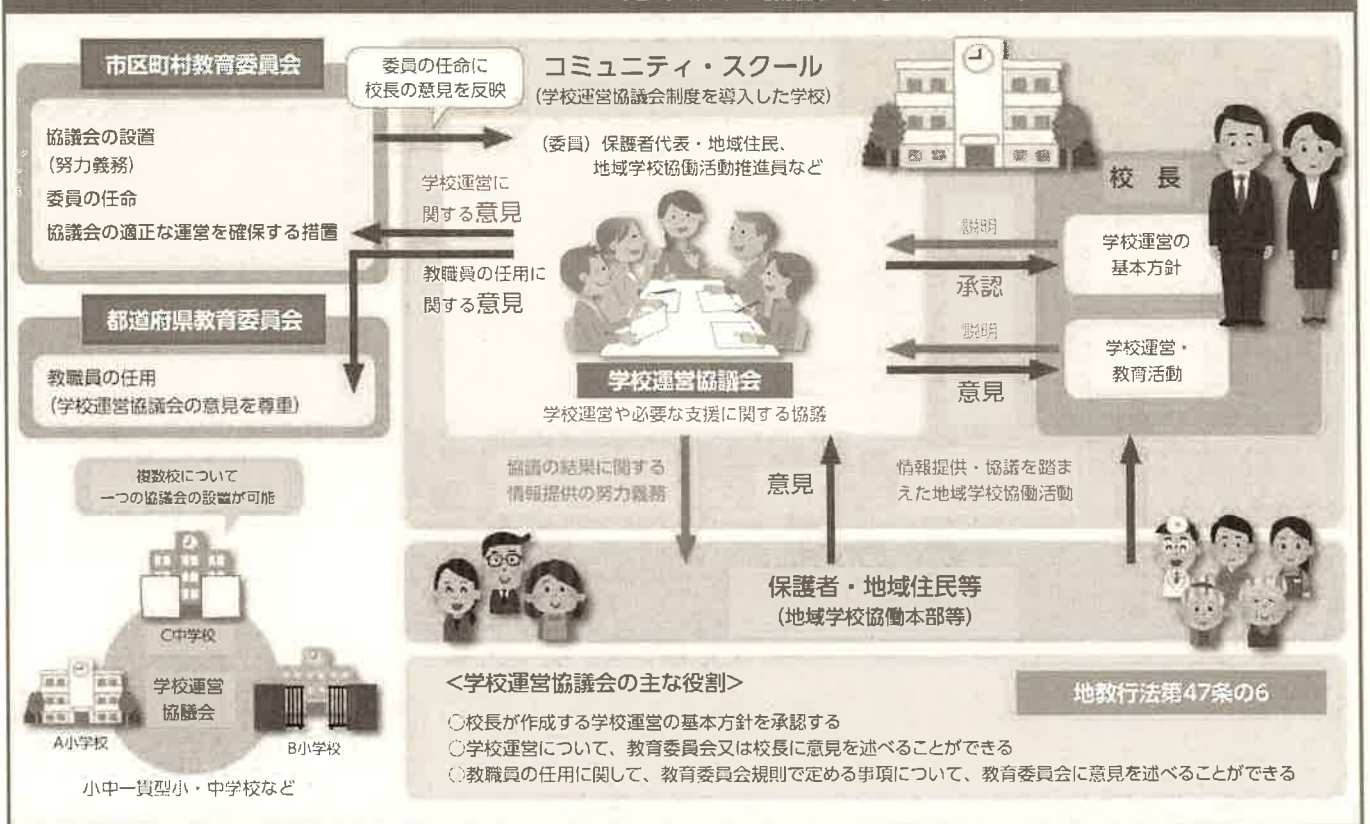 市区町村教育委員会
協議会の設置
(努力義務)
委員の任命
協議会の適正な運営を確保する措置
委員の任命に
校長の意見を反映
コミュニティ・スクール
(学校運営協議会制度を導入した学校)
(委員) 保護者代表・地域住民、
地域学校協働活動推進員など
学校運営に
関する意見
教職員の任用に
関する意見
都道府県教育委員会
教職員の任用
(学校運営協議会の意見を尊重)
学校運営協議会
学校運営や必要な支援に関する協議
校 長
説明
承認
学校運営の
基本方針
説明
意見
学校運営・
教育活動
協議の結果に関する
情報提供の努力義務
意見
情報提供・協議を踏ま
えた地域学校協働活動
保護者・地域住民等
(地域学校協働本部等)
複数校について
一つの協議会の設置が可能
C中学校
学校運営
協議会
A小学校
B小学校
小中一貫型小・中学校など
<学校運営協議会の主な役割>
地教行法第47条の6
○校長が作成する学校運営の基本方針を承認する
○学校運営について、教育委員会又は校長に意見を述べることができる
○教職員の任用に関して、教育委員会規則で定める事項について、教育委員会に意見を述べることができる